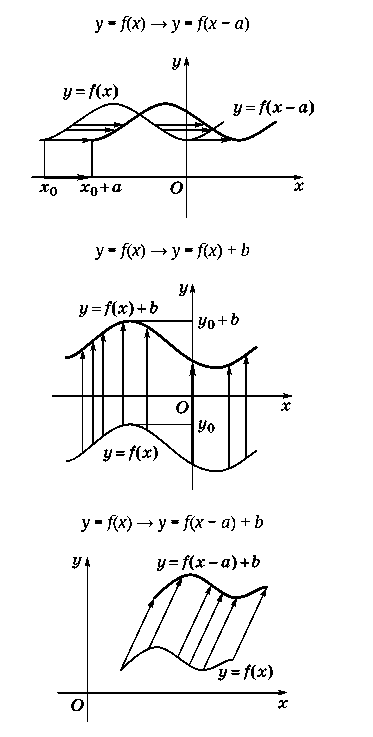 y = f(x) → y = f(x − a)
y
y = f(x)
y = f(x − a)
x₀
x₀ + a
O
x
y = f(x) → y = f(x) + b
y
y = f(x) + b
y₀ + b
O
x
y₀
y = f(x)
y = f(x) → y = f(x − a) + b
y = f(x − a) + b
y
y = f(x)
O
x